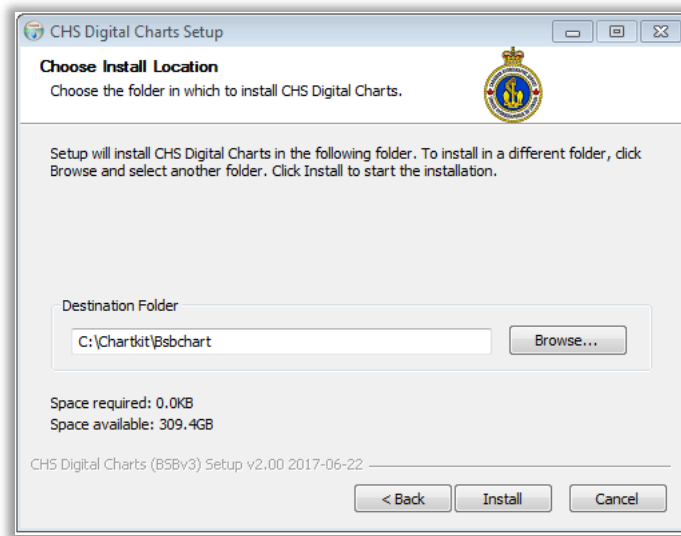 CHS Digital Charts Setup
Choose Install Location
Choose the folder in which to install CHS Digital Charts.
Setup will install CHS Digital Charts in the following folder. To install in a different folder, click
Browse and select another folder. Click Install to start the installation.
Destination Folder
C:\Chartkit\Bsbchart
Browse...
Space required: 0.0KB
Space available: 309.4GB
CHS Digital Charts (BSBv3) Setup v2.00 2017-06-22
< Back
Install
Cancel